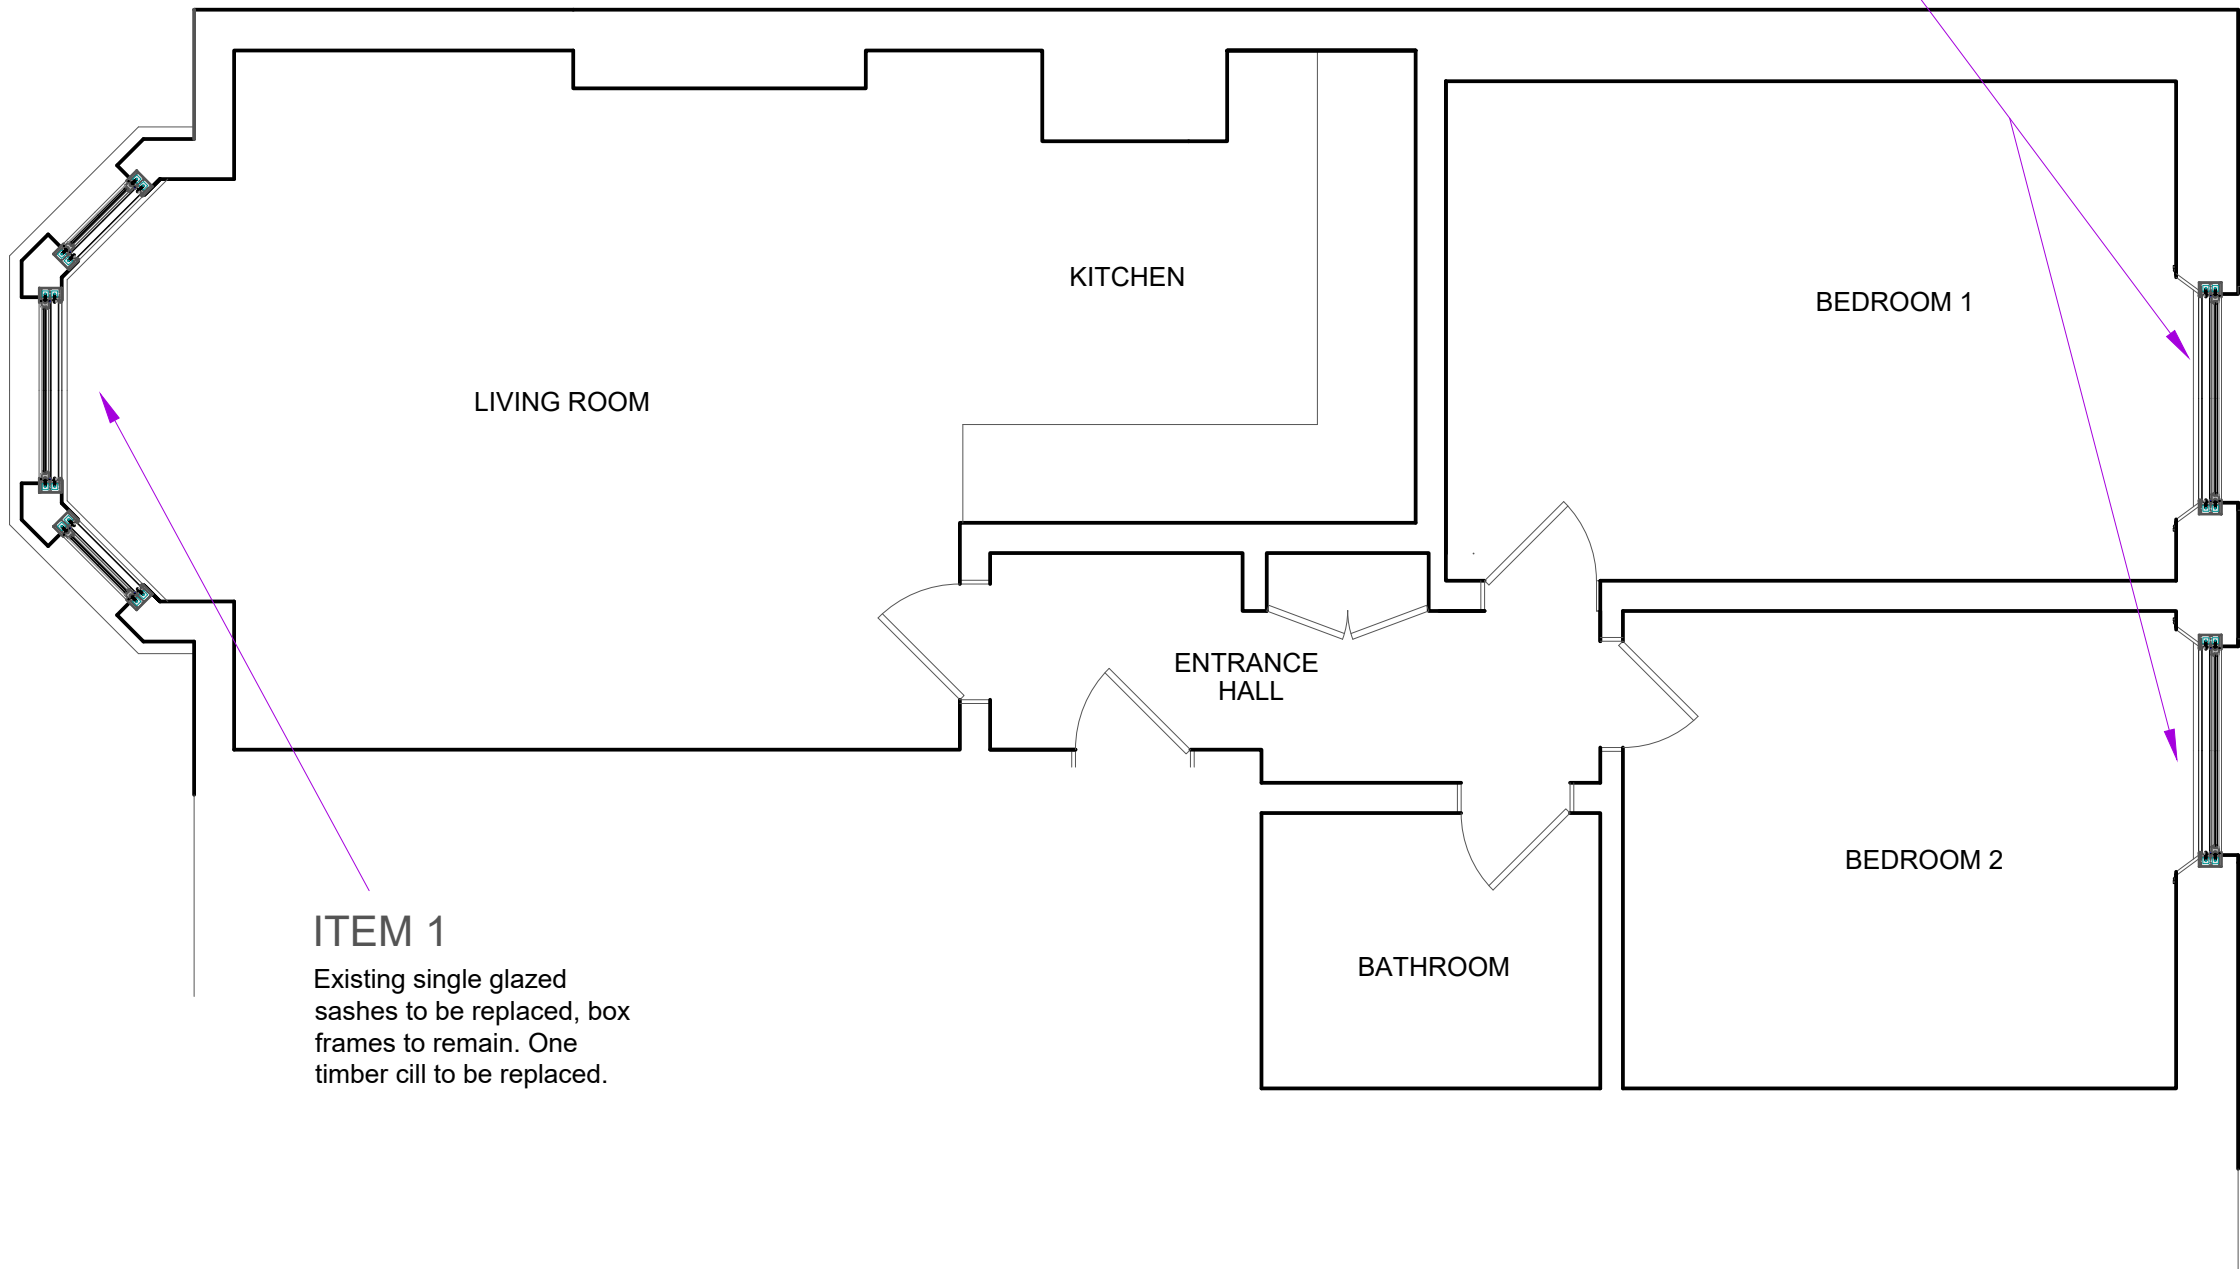 KITCHEN
BEDROOM 1
LIVING ROOM
ENTRANCE
HALL
BEDROOM 2
BATHROOM
ITEM 1
Existing single glazed
sashes to be replaced, box
frames to remain. One
timber cill to be replaced.